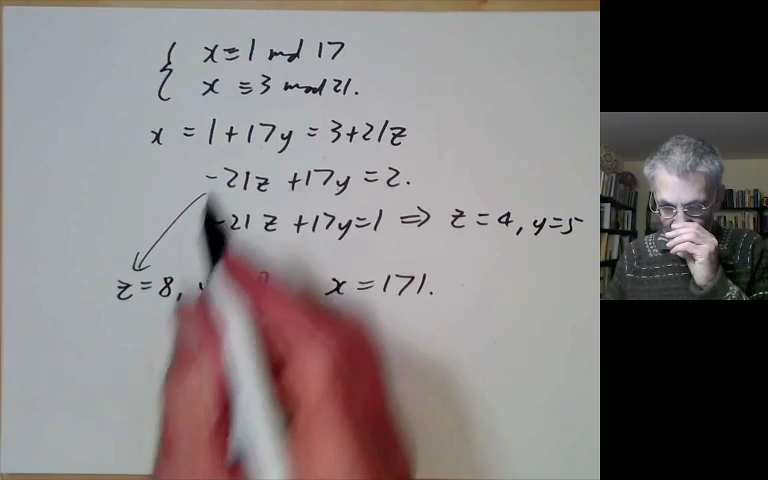 x ≡ 1 mod 17
x ≡ 3 mod 21.
x = 1 + 17y = 3 + 21z
-21z + 17y = 2.
-21z + 17y = 1 ⇒ z = 4, y = 5
z = 8, x = 171.